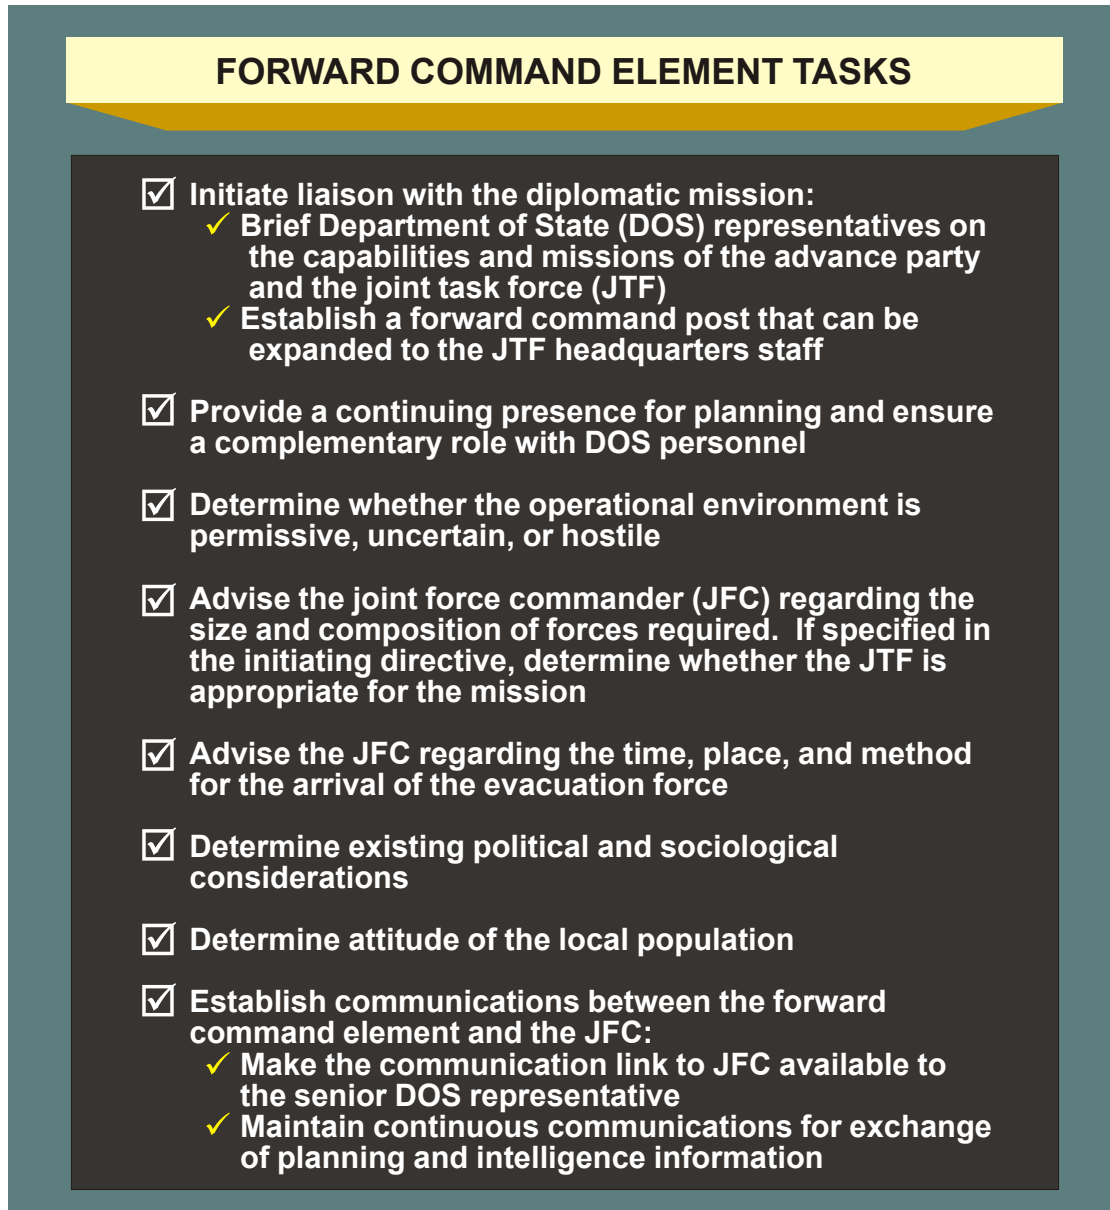 FORWARD COMMAND ELEMENT TASKS
Initiate liaison with the diplomatic mission:
Brief Department of State (DOS) representatives on
the capabilities and missions of the advance party
and the joint task force (JTF)
Establish a forward command post that can be
expanded to the JTF headquarters staff
Provide a continuing presence for planning and ensure
a complementary role with DOS personnel
Determine whether the operational environment is
permissive, uncertain, or hostile
Advise the joint force commander (JFC) regarding the
size and composition of forces required.  If specified in
the initiating directive, determine whether the JTF is
appropriate for the mission
Advise the JFC regarding the time, place, and method
for the arrival of the evacuation force
Determine existing political and sociological
considerations
Determine attitude of the local population
Establish communications between the forward
command element and the JFC:
Make the communication link to JFC available to
the senior DOS representative
Maintain continuous communications for exchange
of planning and intelligence information